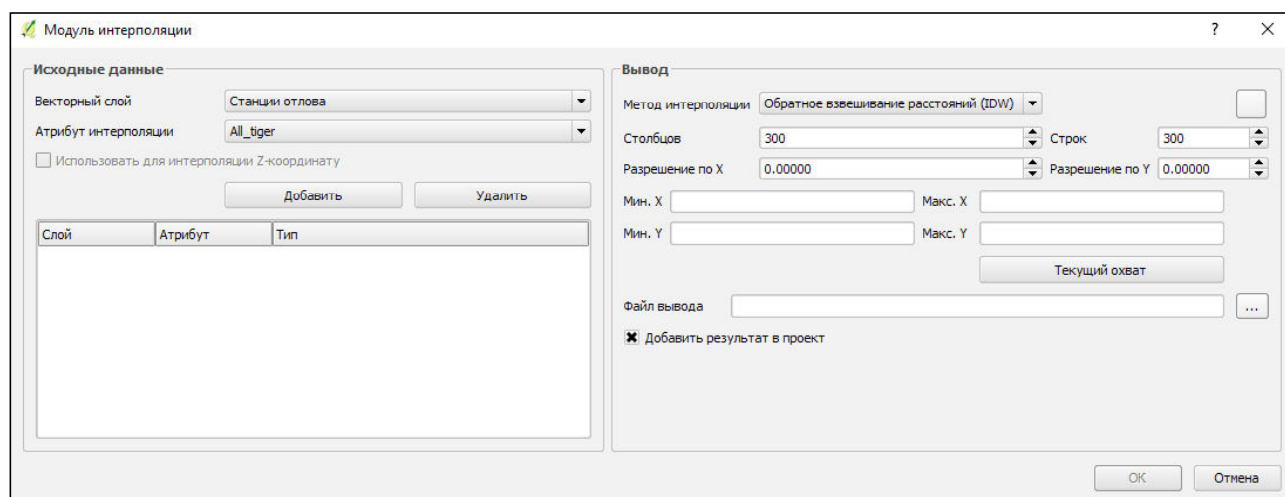 Модуль интерполяции
?
Исходные данные
Векторный слой
Станции отлова
Атрибут интерполяции
All_tiger
Использовать для интерполяции Z-координату
Добавить
Удалить
Слой
Атрибут
Тип
Вывод
Метод интерполяции
Обратное взвешивание расстояний (IDW)
Столбцов
300
Строк
300
Разрешение по X
0.00000
Разрешение по Y
0.00000
Мин. X
Макс. X
Мин. Y
Макс. Y
Текущий охват
Файл вывода
...
Добавить результат в проект
OK
Отмена